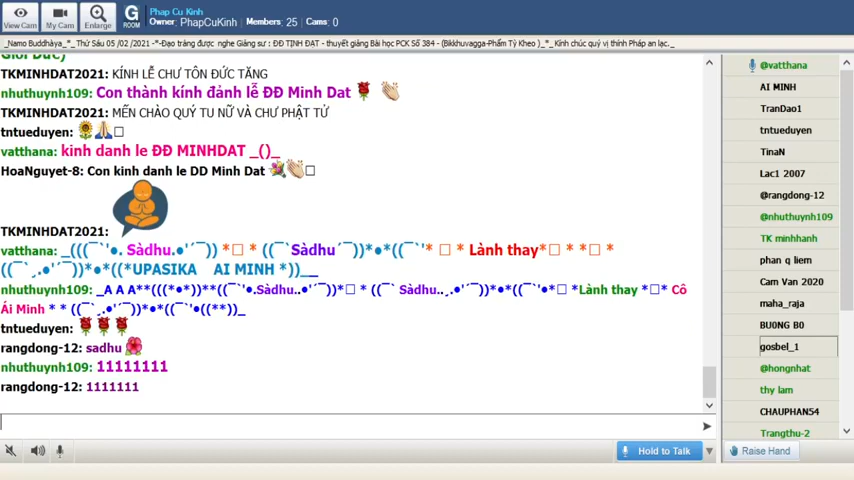 View Cam
My Cam
Enlarge
G
ROOM
Phap Cu Kinh
Owner: PhapCuKinh , Members: 25 , Cams: 0
_Namo Buddhàya_*_ Thứ Sáu 05 /02 /2021 -*-Đạo tràng được nghe Giảng sư : ĐĐ TỊNH ĐẠT - thuyết giảng Bài học PCK Số 384 - (Bikkhuvagga-Phẩm Tỳ Kheo )_*_ Kính chúc quý vị thính Pháp an lạc._
TKMINHDAT2021: KÍNH LỄ CHƯ TÔN ĐỨC TĂNG
nhuthuynh109: Con thành kính đảnh lễ ĐĐ Minh Dat
TKMINHDAT2021: MẾN CHÀO QUÝ TU NỮ VÀ CHƯ PHẬT TỬ
tntueduyen:
vatthana: kinh danh le ĐĐ MINHDAT _()_
HoaNguyet-8: Con kinh danh le DD Minh Dat
TKMINHDAT2021:
vatthana: _(((¯`'•. Sàdhu.•'´¯)) *□ * ((¯`Sàdhu´¯))*•*((¯`'* □ * Lành thay*□ * *□ *
((¯`¸.•'´¯))*•*((*UPASIKA AI MINH *))__
nhuthuynh109: _A A A**(((*•*))**((¯`•.Sàdhu..•'´¯))*□ * ((¯` Sàdhu..¸.•'´¯))*•*((¯`•*□ *Lành thay *□* Cô
Ái Minh * * ((¯`¸.•'´¯))*•*((¯`'•((**))_
tntueduyen:
rangdong-12: sadhu
nhuthuynh109: 11111111
rangdong-12: 1111111
Hold to Talk
Raise Hand
@vatthana
AI MINH
TranDao1
tntueduyen
TinaN
Lac1 2007
@rangdong-12
@nhuthuynh109
TK minhhanh
phan q liem
Cam Van 2020
maha_raja
BU0NG B0
gosbel_1
@hongnhat
thy lam
CHAUPHAN54
Trangthu-2